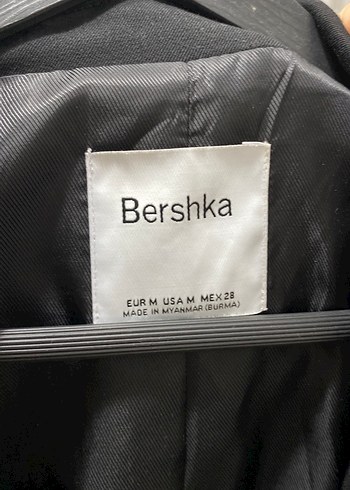 Bershka
EUR M USA M MEX 28
MADE IN MYANMAR (BURMA)